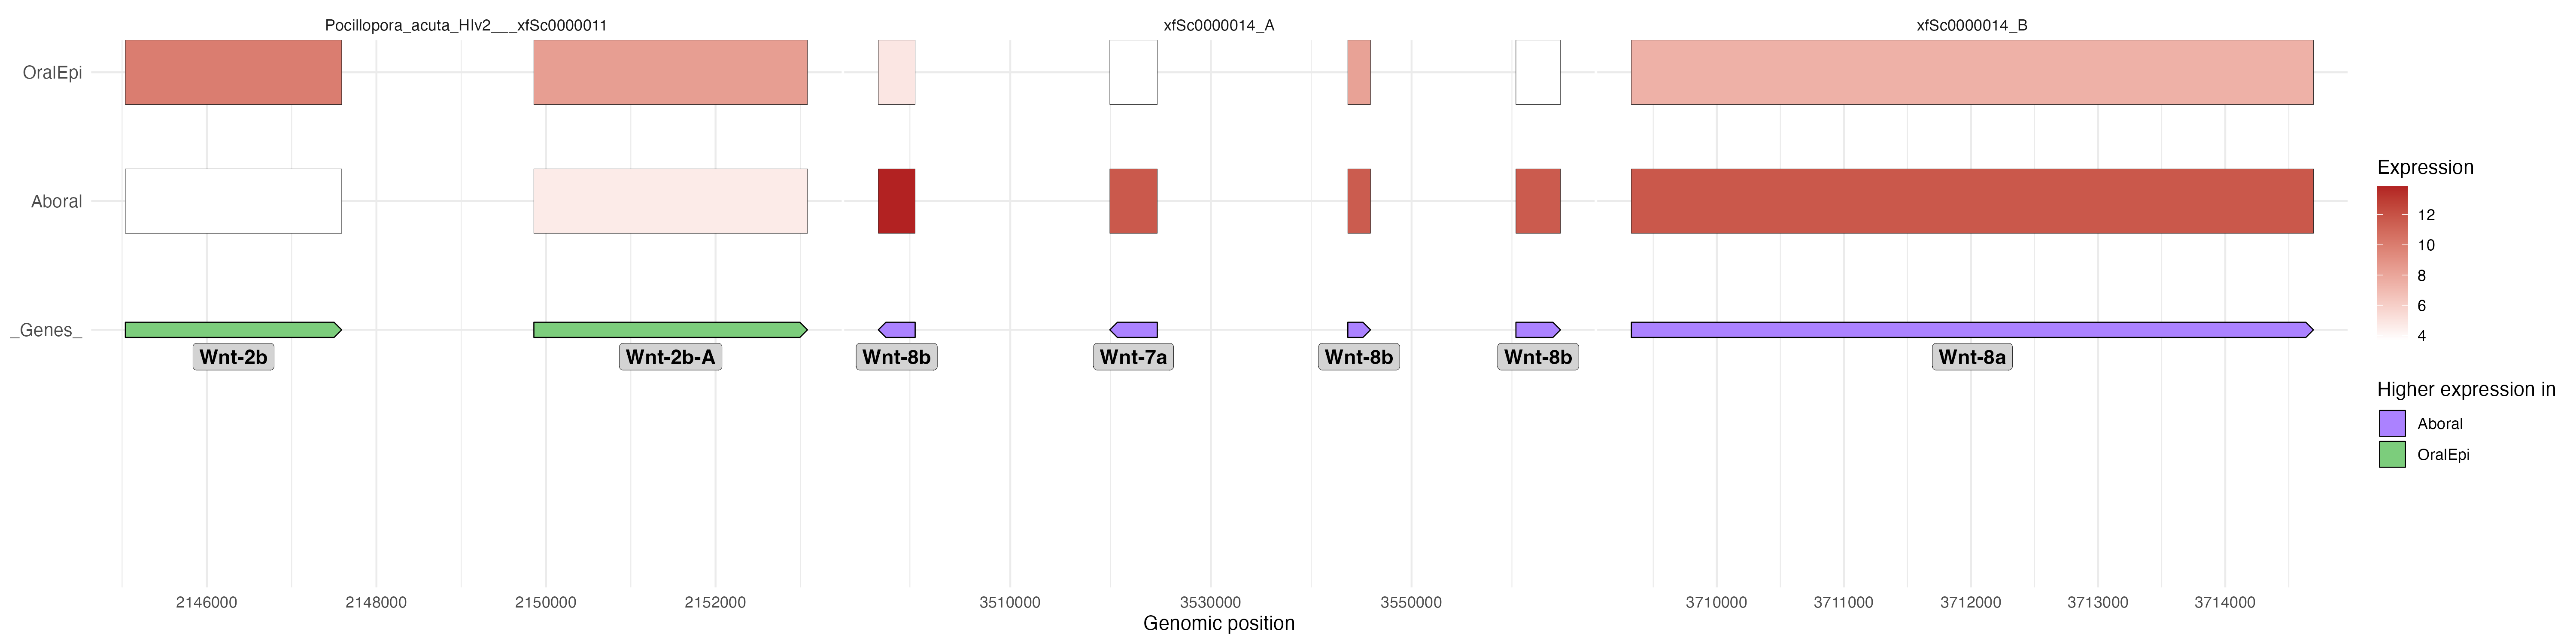 Pocillopora_acuta_HIv2___xfSc0000011 xfSc0000014_A xfSc0000014_B
OralEpi
Aboral
_Genes_
Wnt-2b Wnt-2b-A Wnt-8b Wnt-7a Wnt-8b Wnt-8b Wnt-8a
2146000 2148000 2150000 2152000 3510000 3530000 3550000 3710000 3711000 3712000 3713000 3714000
Genomic position
Expression
12
10
8
6
4
Higher expression in
Aboral
OralEpi